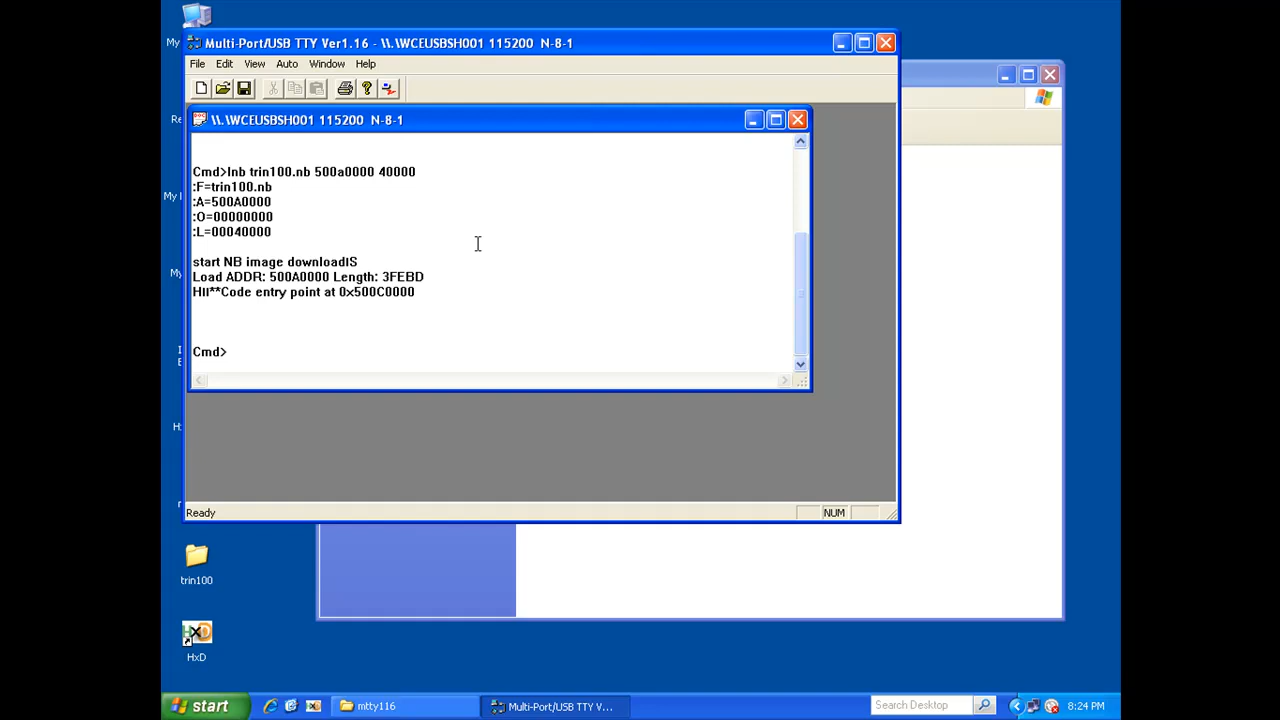 My
Multi-Port/USB TTY Ver1.16 - \\.\WCEUSBSH001 115200 N-8-1
File Edit View Auto Window Help
\\.\WCEUSBSH001 115200 N-8-1
Cmd>lnb trin100.nb 500a0000 40000
:F=trin100.nb
:A=500A0000
:O=00000000
:L=00040000
start NB image downloadIS
Load ADDR: 500A0000 Length: 3FEBD
HII**Code entry point at 0x500C0000
Cmd>
Ready
NUM
Re
My
trin100
HxD
start
mtty116
Multi-Port/USB TTY V...
Search Desktop
8:24 PM